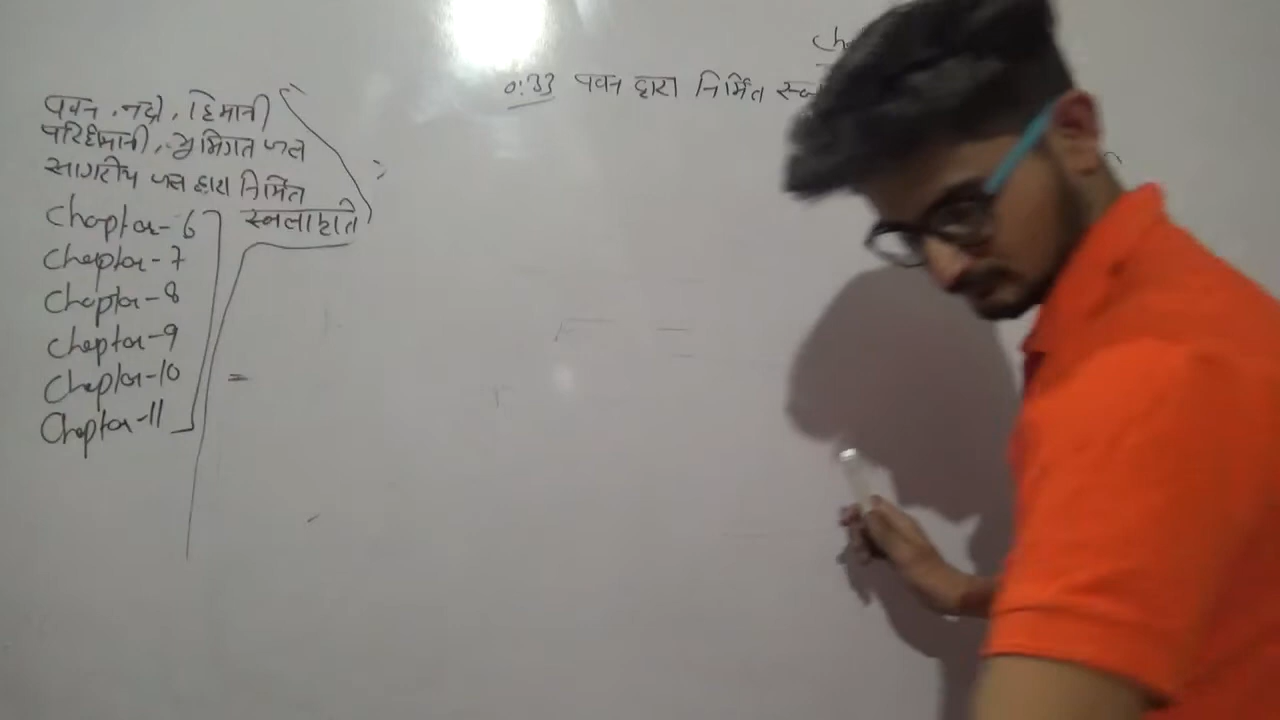 पवन, नदी, हिमानी
परिहिमानी, भूमिगत जल
सागरीय जल द्वारा निर्मित
स्थलाकृति
Chapter-6
Chapter-7
Chapter-8
Chapter-9
Chapter-10
Chapter-11
=
Ch
0:33 पवन द्वारा निर्मित